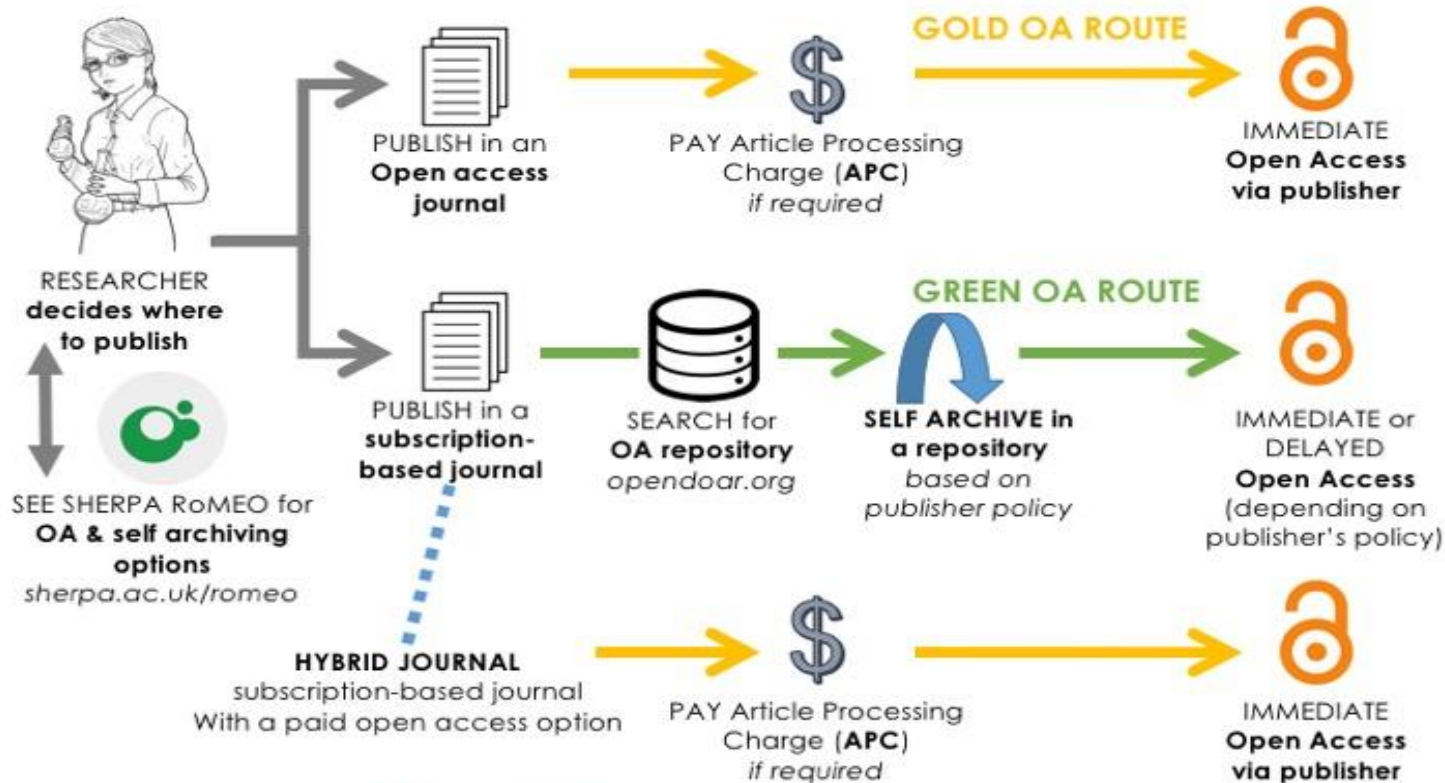 GOLD OA ROUTE
PUBLISH in an
Open access
journal
PAY Article Processing
Charge (APC)
if required
IMMEDIATE
Open Access
via publisher
RESEARCHER
decides where
to publish
SEE SHERPA RoMEO for
OA & self archiving
options
sherpa.ac.uk/romeo
GREEN OA ROUTE
PUBLISH in a
subscription-
based journal
SEARCH for
OA repository
opendoar.org
SELF ARCHIVE in
a repository
based on
publisher policy
IMMEDIATE or
DELAYED
Open Access
(depending on
publisher's policy)
HYBRID JOURNAL
subscription-based journal
With a paid open access option
PAY Article Processing
Charge (APC)
if required
IMMEDIATE
Open Access
via publisher